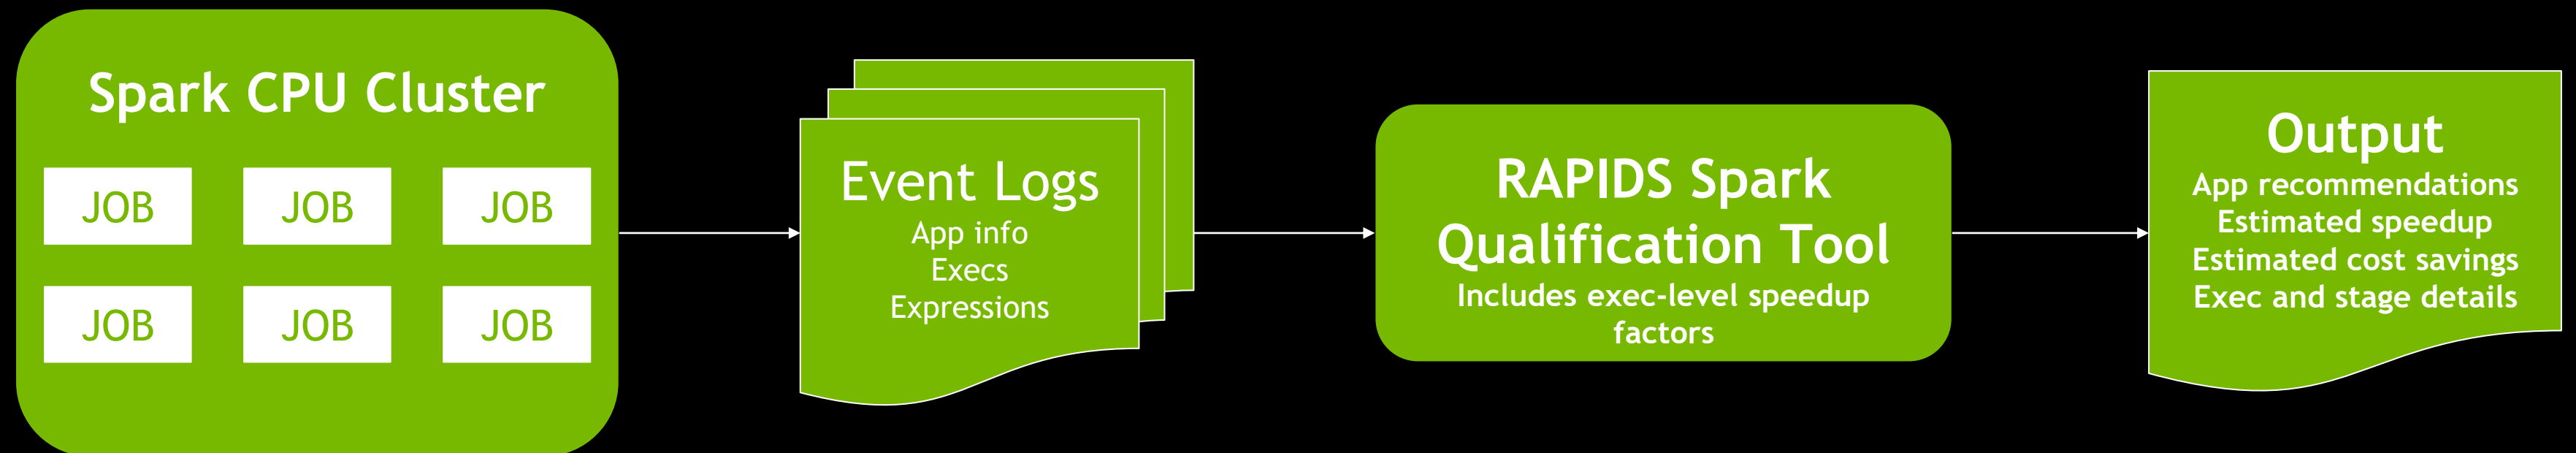 Spark CPU Cluster
JOB
JOB
JOB
JOB
JOB
JOB
Event Logs
App info
Execs
Expressions
RAPIDS Spark
Qualification Tool
Includes exec-level speedup
factors
Output
App recommendations
Estimated speedup
Estimated cost savings
Exec and stage details